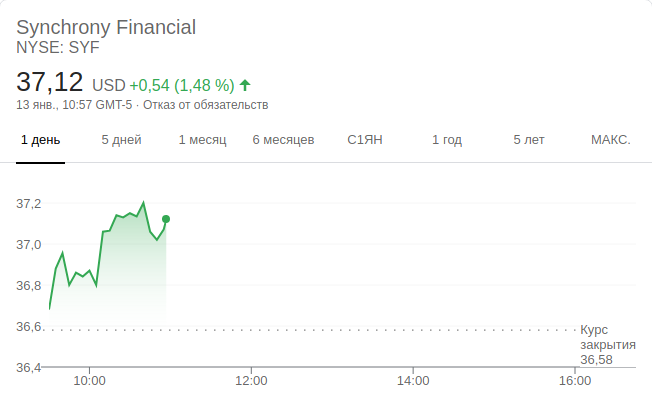 Synchrony Financial
NYSE: SYF
37,12 USD +0,54 (1,48 %)
13 янв., 10:57 GMT-5 · Отказ от обязательств
1 день 5 дней 1 месяц 6 месяцев С1ЯН 1 год 5 лет МАКС.
37,2
37,0
36,8
36,6
Курс
закрытия
36,58
36,4
10:00 12:00 14:00 16:00